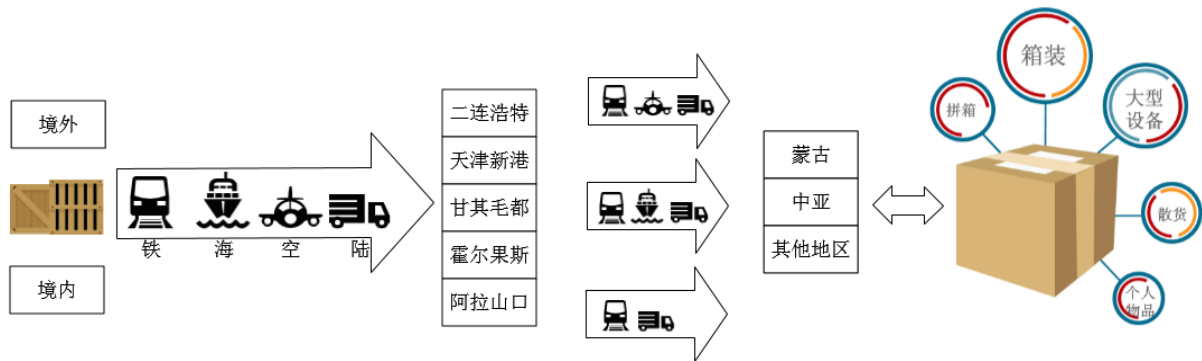 境外
境内
铁 海 空 陆
二连浩特
天津新港
甘其毛都
霍尔果斯
阿拉山口
蒙古
中亚
其他地区
箱装
拼箱
大型
设备
散货
个人
物品